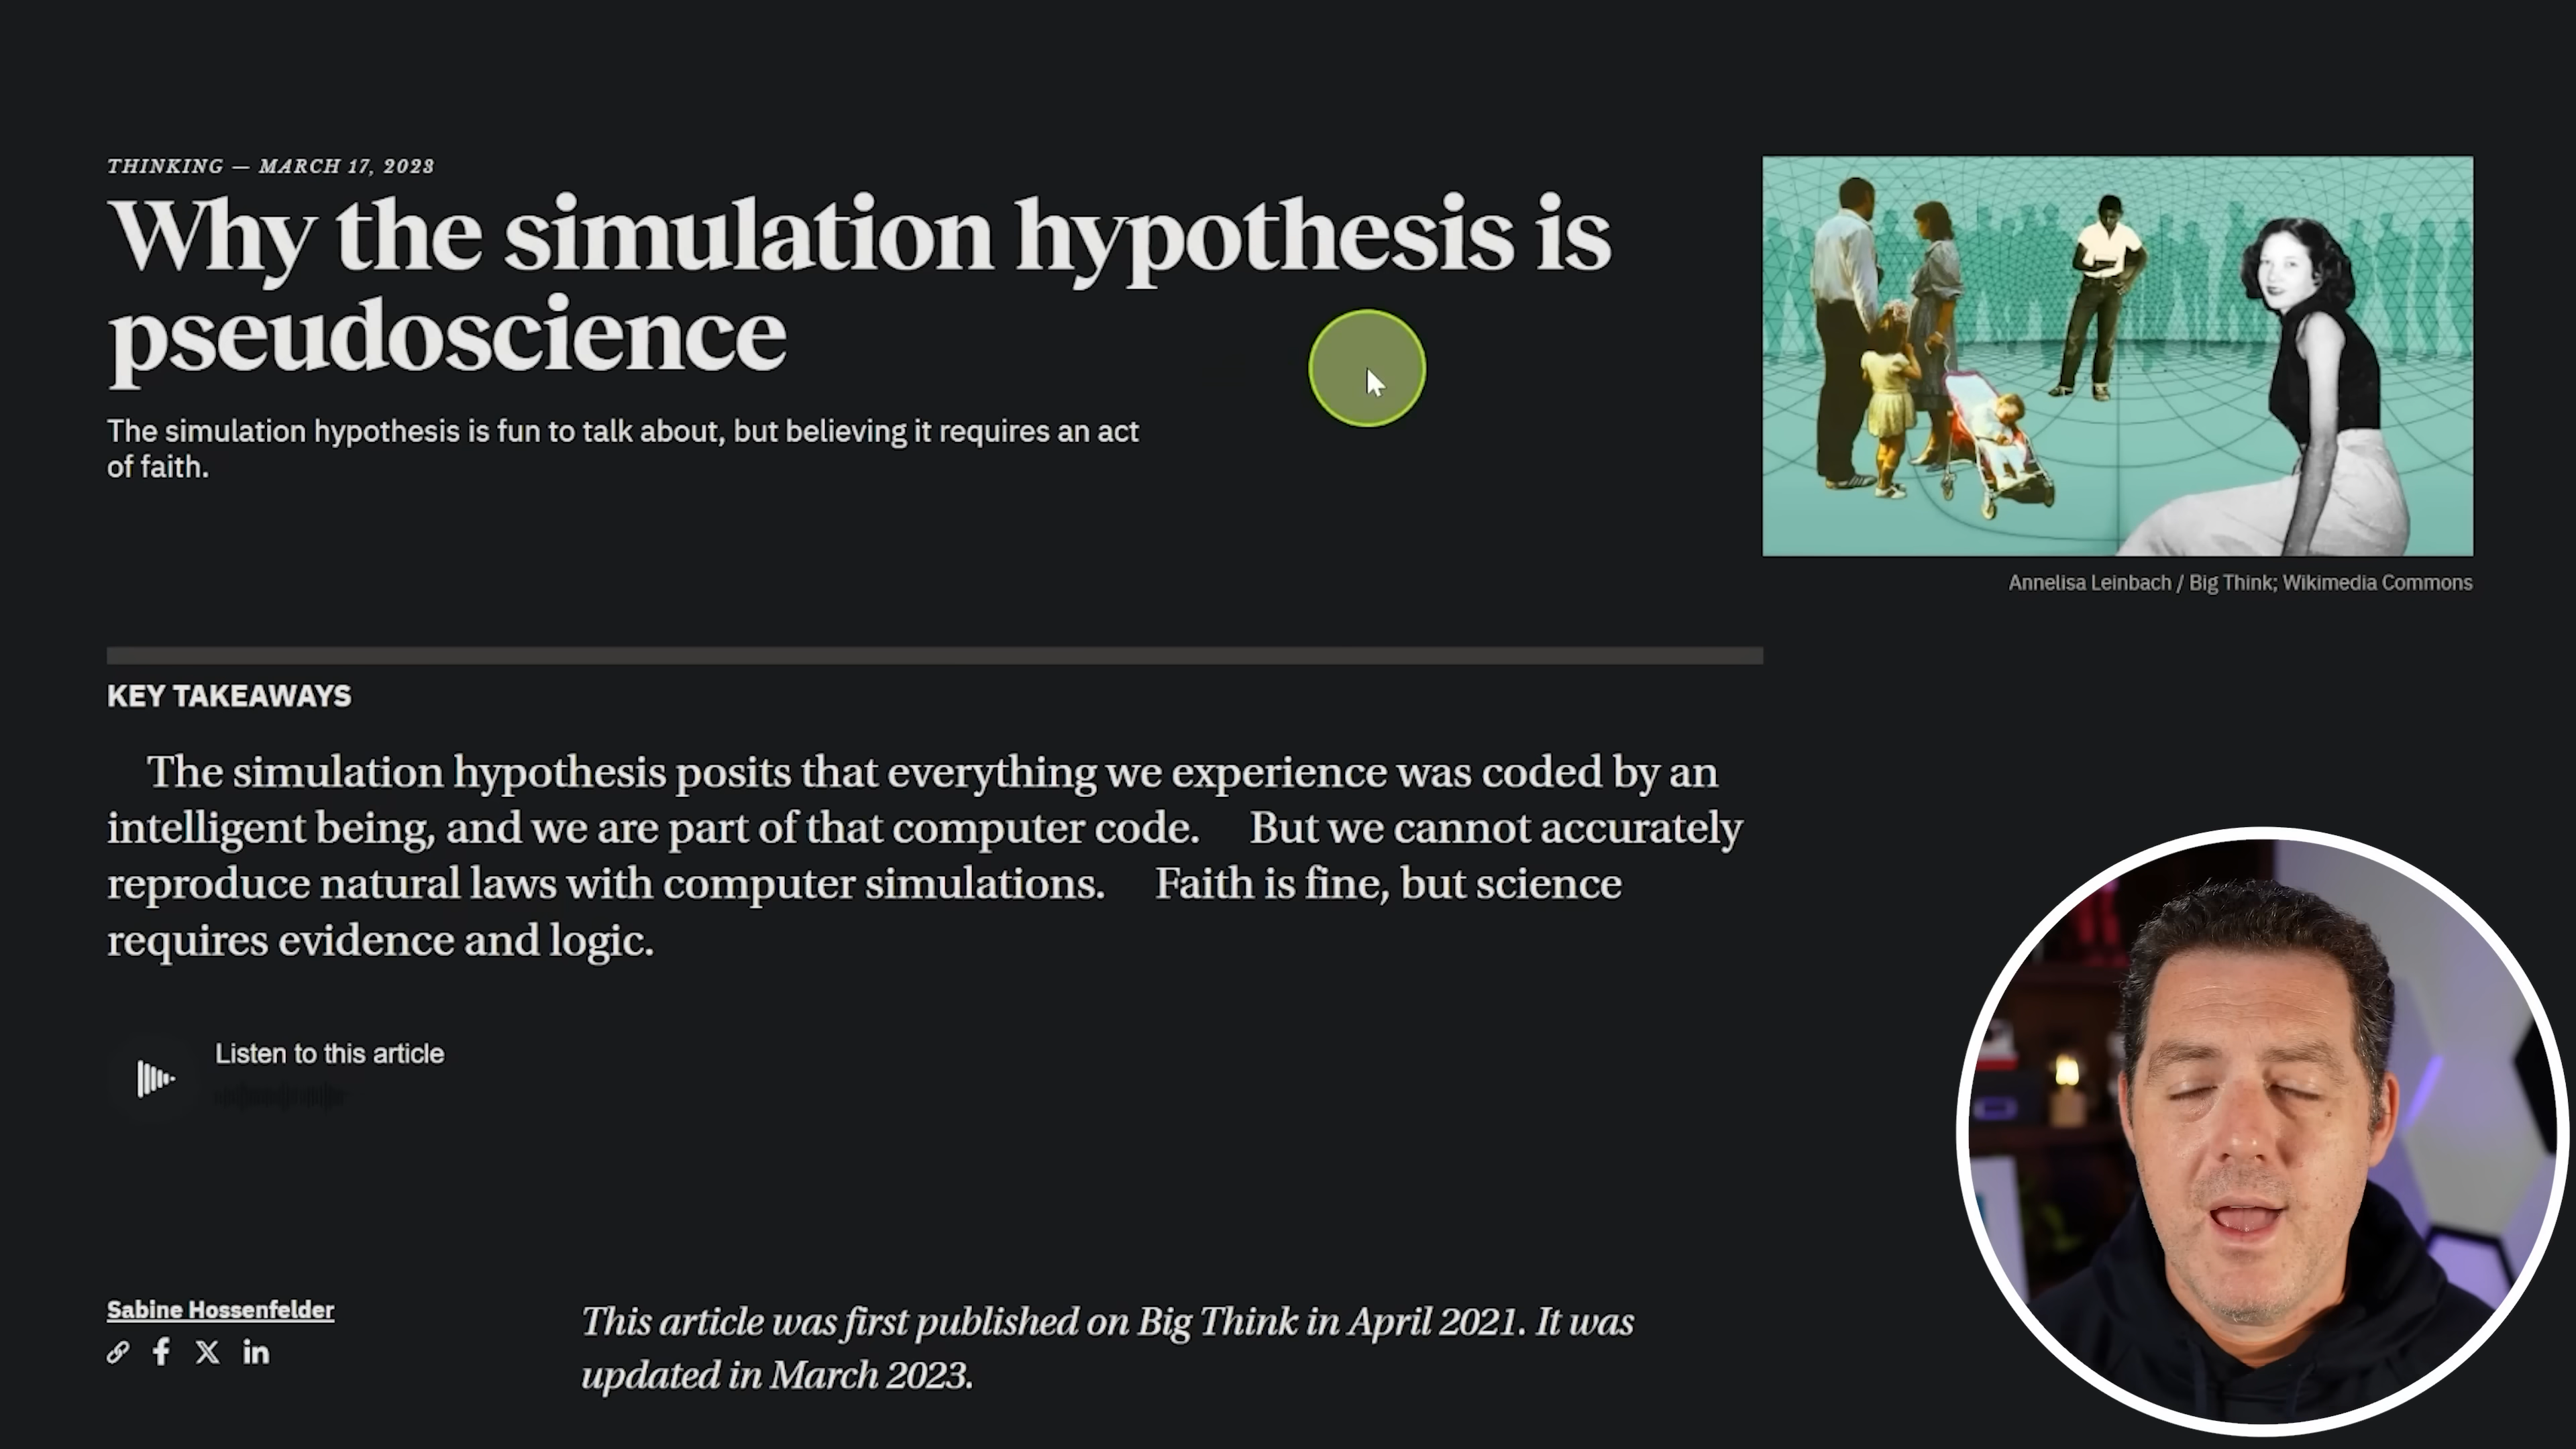 THINKING — MARCH 17, 2023
Why the simulation hypothesis is
pseudoscience
The simulation hypothesis is fun to talk about, but believing it requires an act
of faith.
Annelisa Leinbach / Big Think; Wikimedia Commons
KEY TAKEAWAYS
The simulation hypothesis posits that everything we experience was coded by an
intelligent being, and we are part of that computer code. But we cannot accurately
reproduce natural laws with computer simulations. Faith is fine, but science
requires evidence and logic.
Listen to this article
Sabine Hossenfelder
This article was first published on Big Think in April 2021. It was
updated in March 2023.